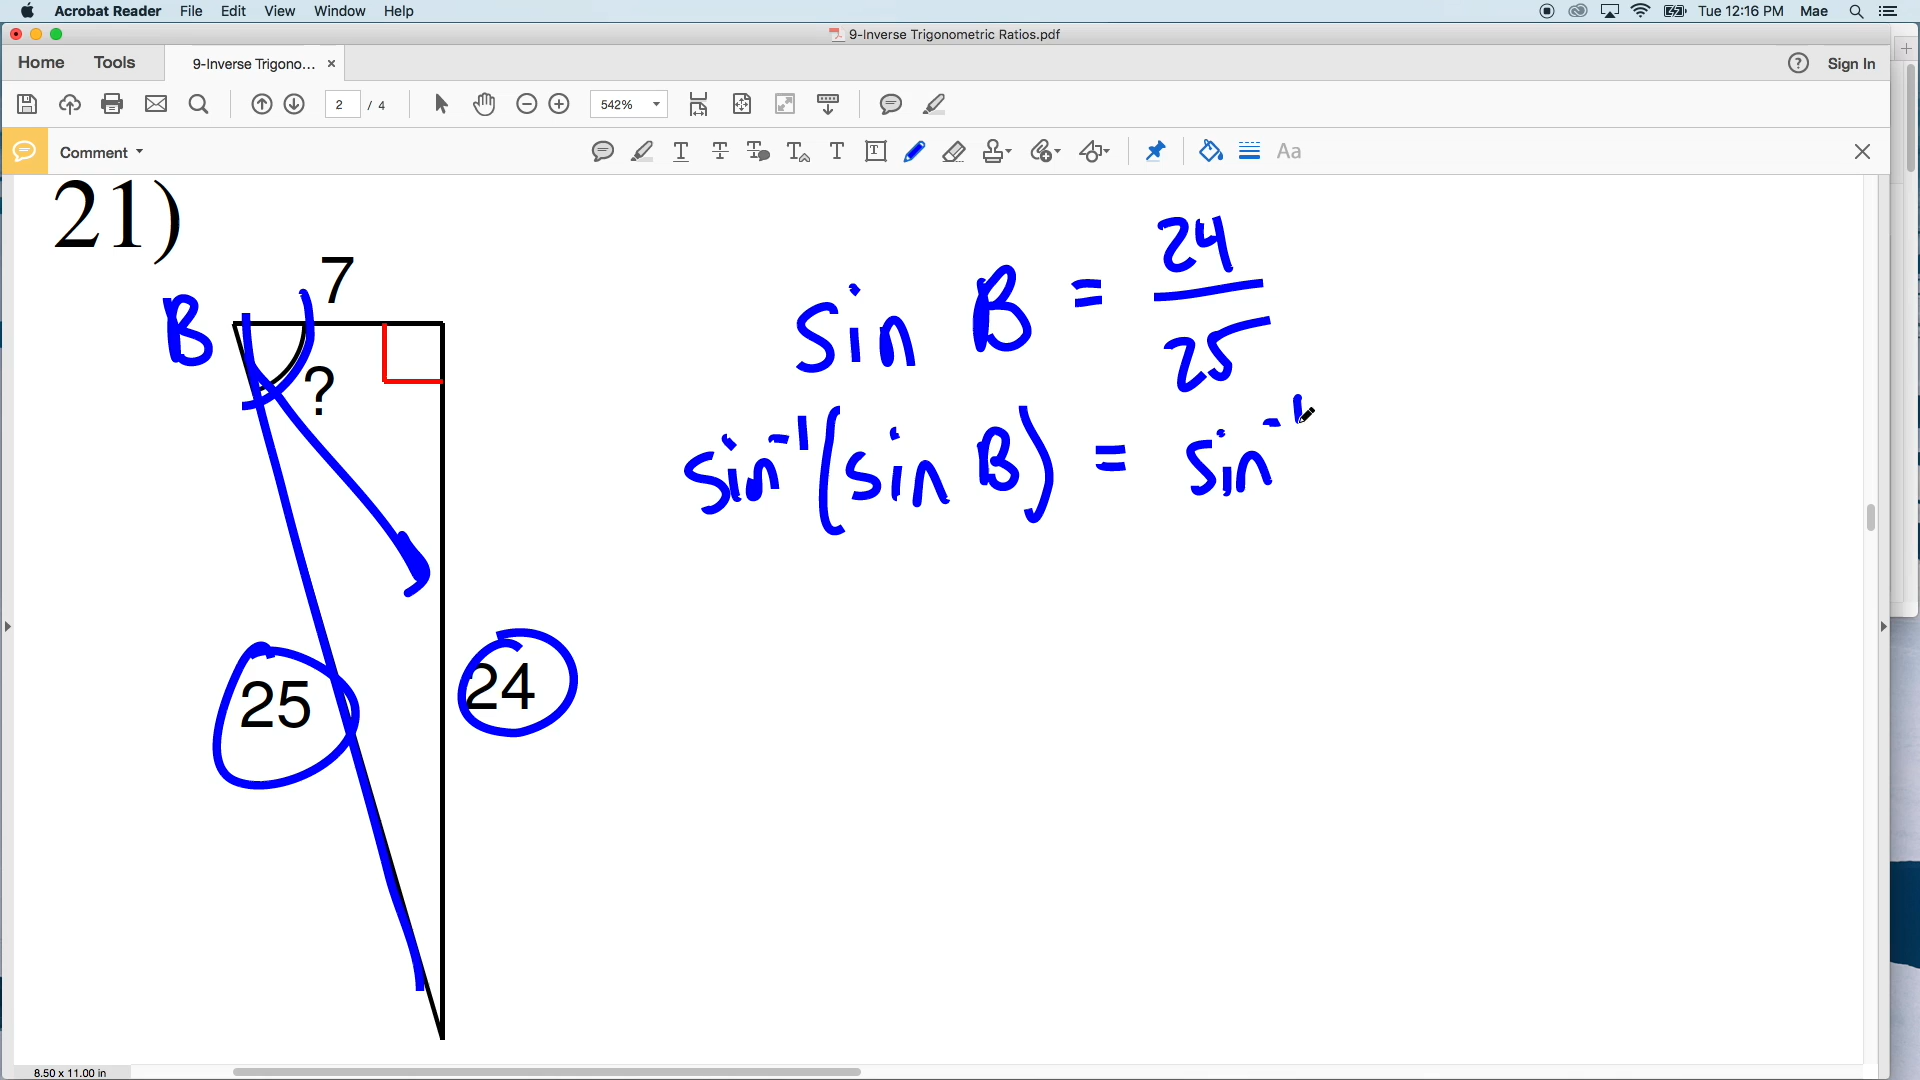 Acrobat Reader File Edit View Window Help Tue 12:16 PM Mae
9-Inverse Trigonometric Ratios.pdf
Home Tools 9-Inverse Trigono... × Sign In
2 / 4 542%
Comment
Aa
21)
7
B
?
25
24
sin B = 24/25
sin⁻¹(sin B) = sin⁻¹
8.50 x 11.00 in